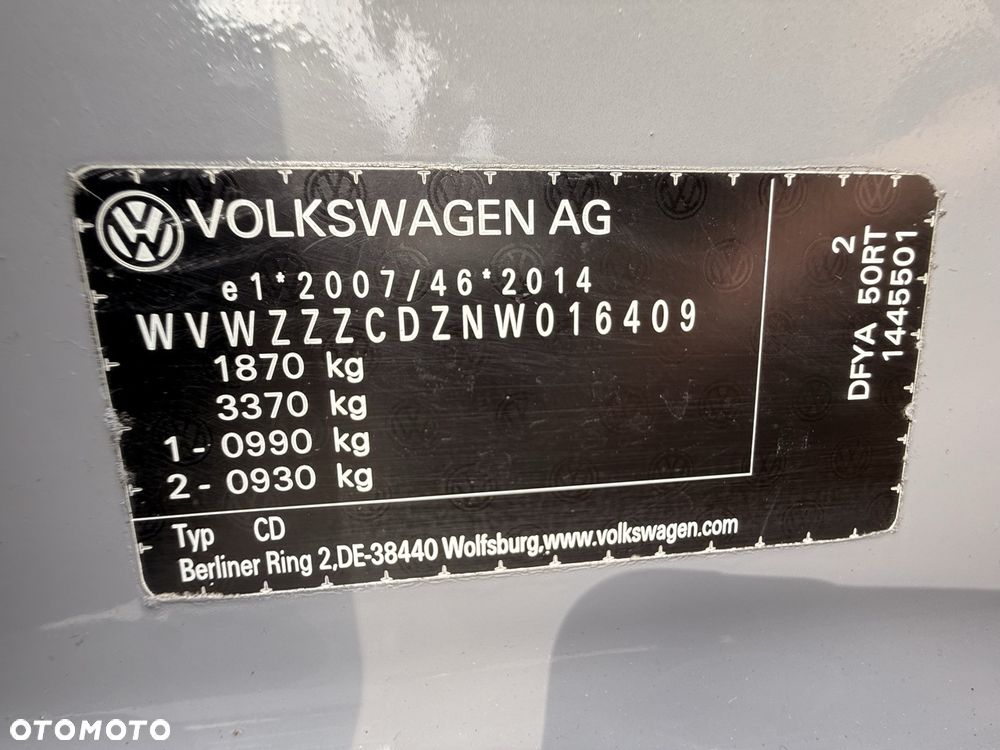 VOLKSWAGEN AG
e1*2007/46*2014
WVWZZZCDZNW016409
1870 kg
3370 kg
1 - 0990 kg
2 - 0930 kg
Typ CD
Berliner Ring 2,DE-38440 Wolfsburg,www.volkswagen.com
2
DFYA 50RT
1445501
OTOMOTO